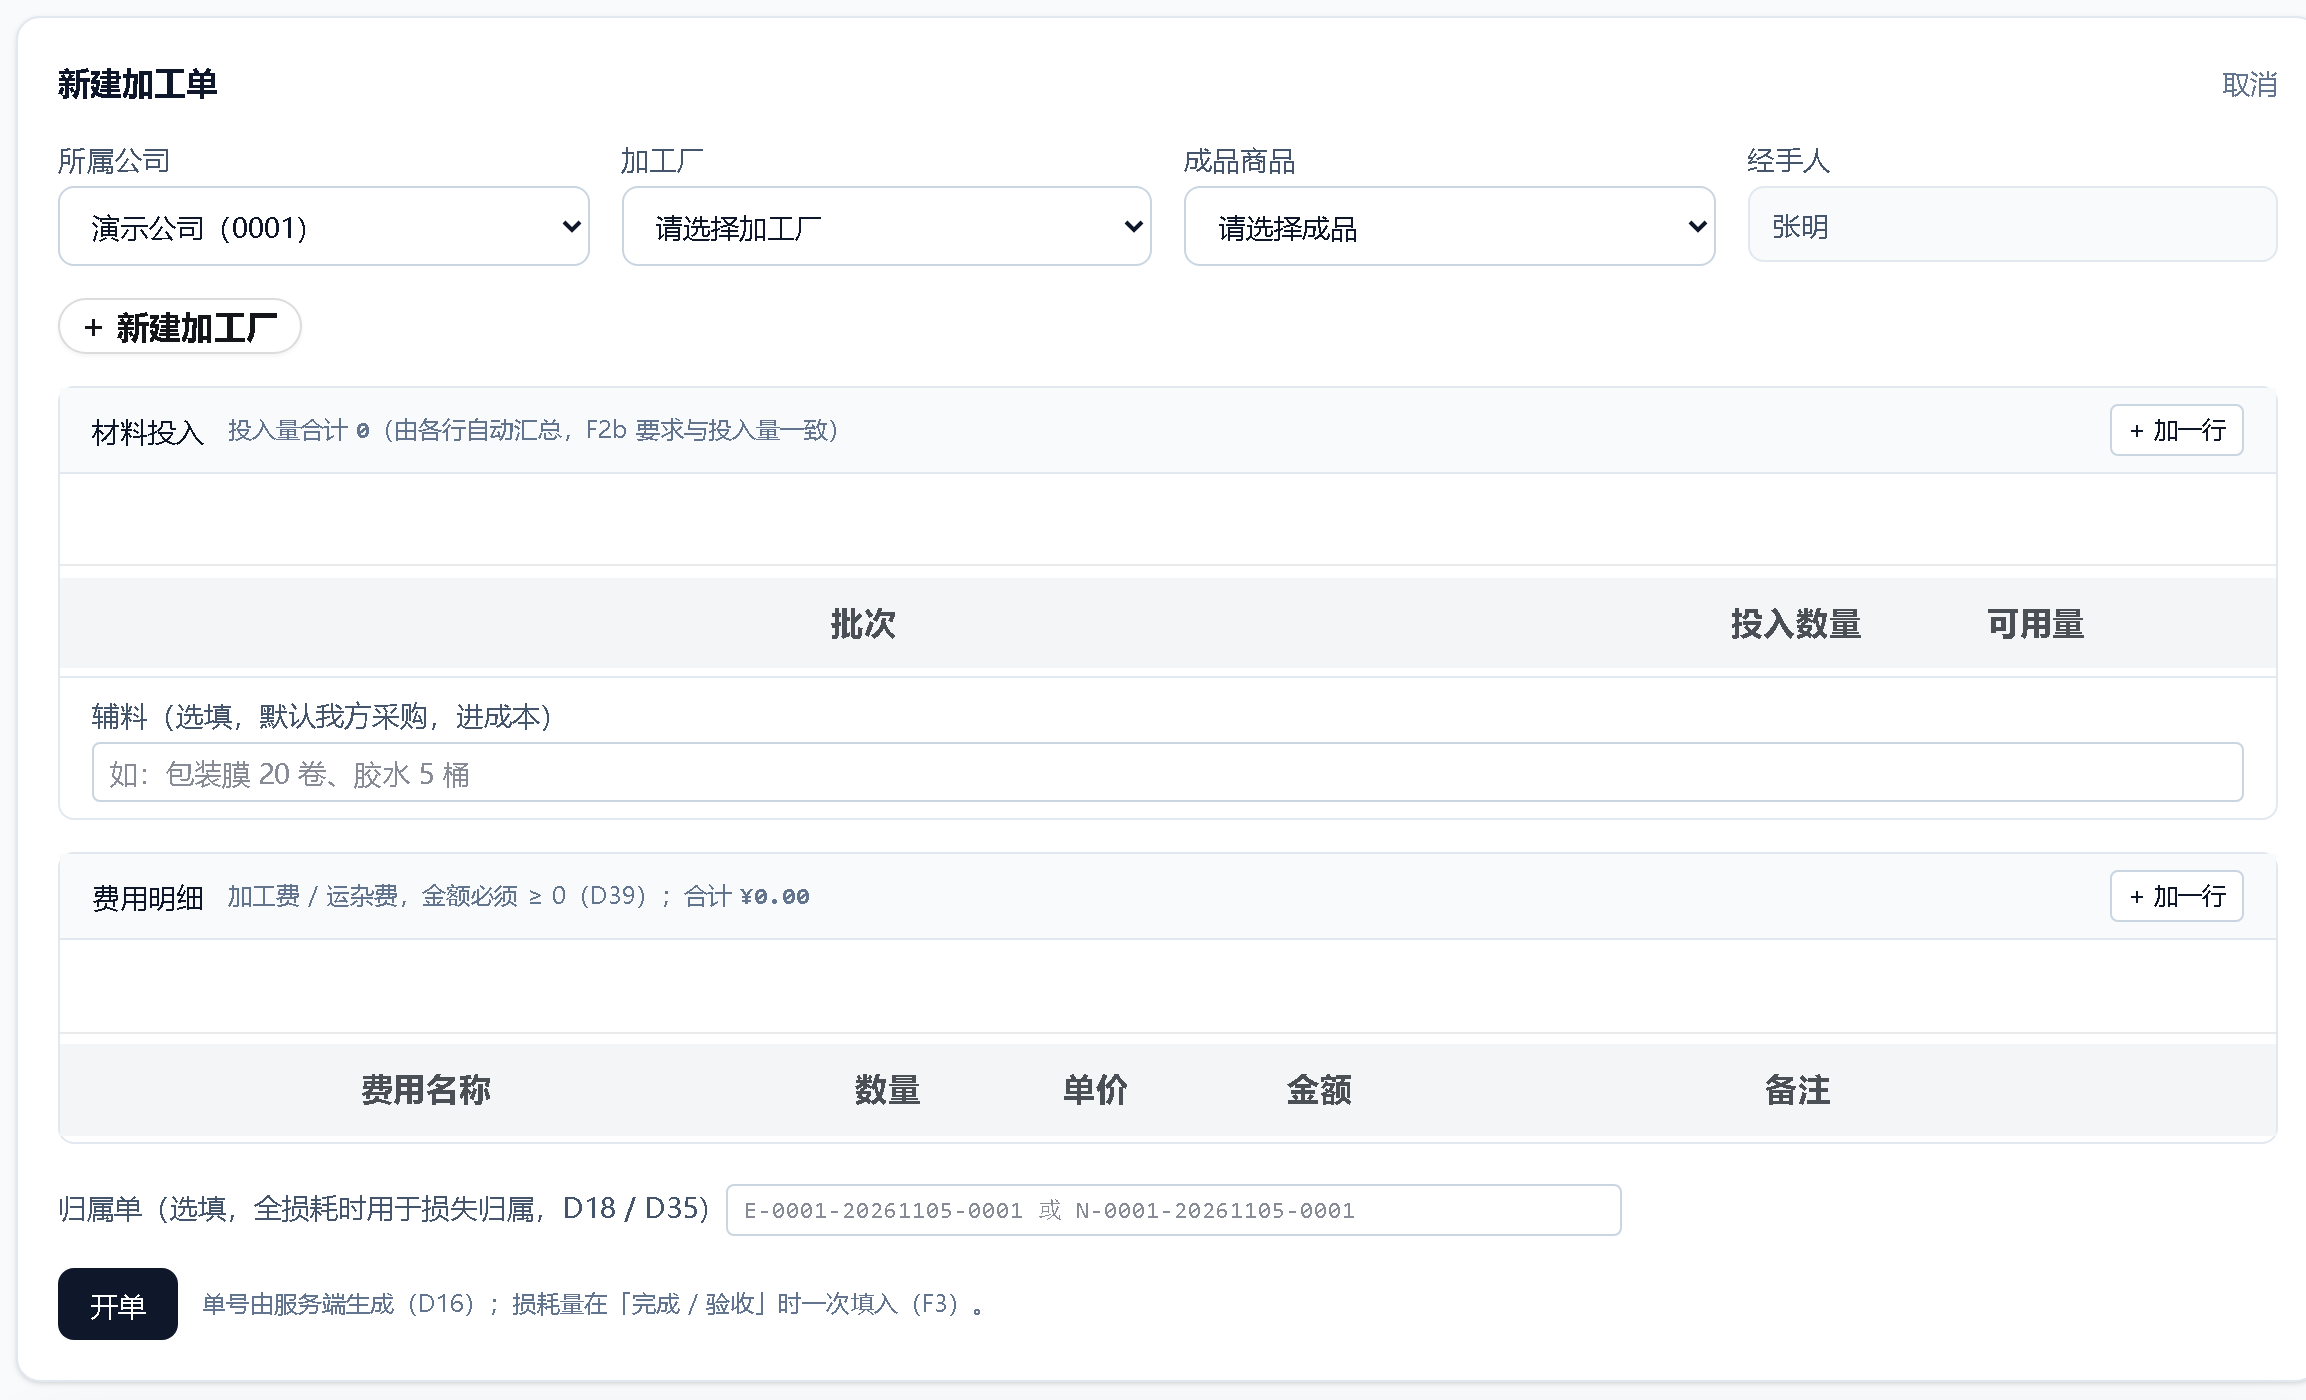 新建加工单
取消
所属公司
加工厂
成品商品
经手人
演示公司（0001）
请选择加工厂
请选择成品
张明
+ 新建加工厂
材料投入 投入量合计 0（由各行自动汇总，F2b 要求与投入量一致）
+ 加一行
批次 投入数量 可用量
辅料（选填，默认我方采购，进成本）
如：包装膜 20 卷、胶水 5 桶
费用明细 加工费 / 运杂费，金额必须 ≥ 0（D39）；合计 ¥0.00
+ 加一行
费用名称 数量 单价 金额 备注
归属单（选填，全损耗时用于损失归属，D18 / D35）
E-0001-20261105-0001 或 N-0001-20261105-0001
开单
单号由服务端生成（D16）；损耗量在「完成 / 验收」时一次填入（F3）。